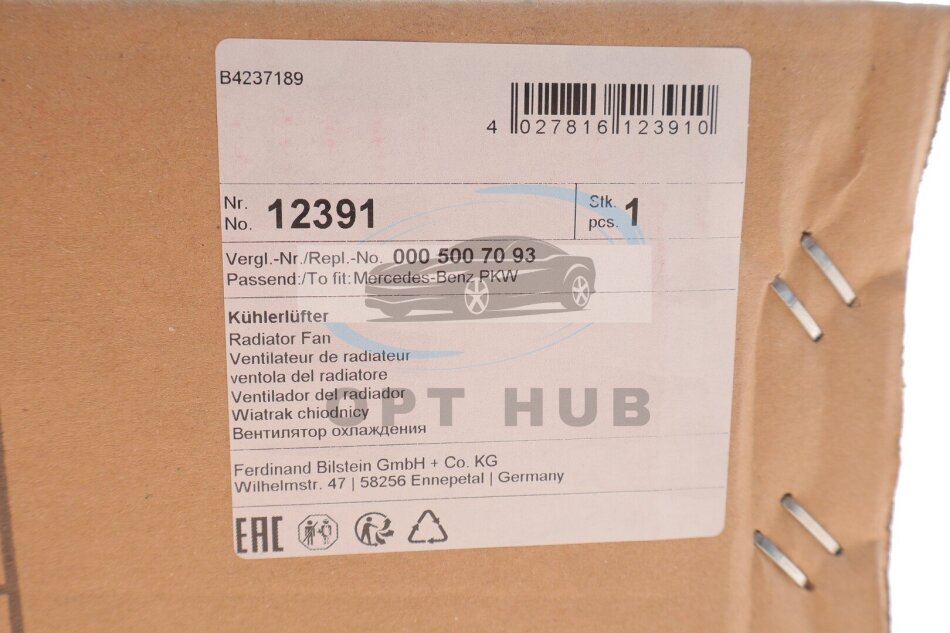 B4237189
4 027816 123910
Nr.
No. 12391
Stk.
pcs. 1
Vergl.-Nr./Repl.-No. 000 500 70 93
Passend:/To fit: Mercedes-Benz PKW
Kühlerlüfter
Radiator Fan
Ventilateur de radiateur
ventola del radiatore
Ventilador del radiador
OPT HUB
Wiatrak chłodnicy
Вентилятор охлаждения
Ferdinand Bilstein GmbH + Co. KG
Wilhelmstr. 47 | 58256 Ennepetal | Germany
EAC